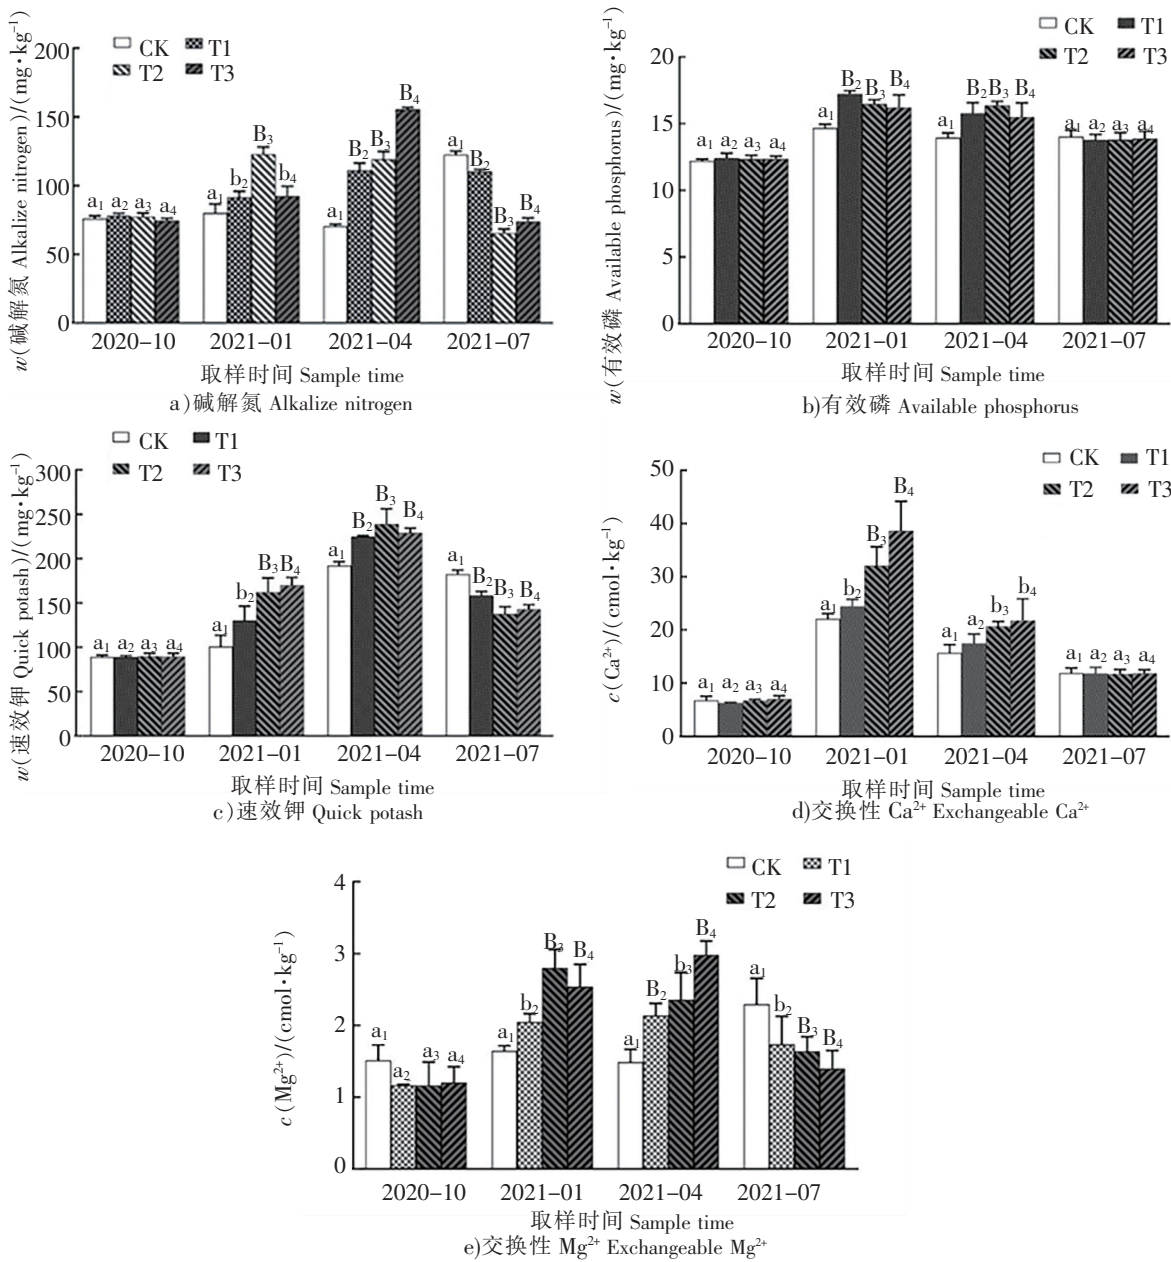 w(碱解氮 Alkalize nitrogen)/(mg·kg⁻¹)
200
150
100
50
0
CK T1
T2 T3
a₁ a₂ a₃ a₄
a₁ b₂ B₃ b₄
a₁ B₂ B₃ B₄
a₁ B₂ B₃ B₄
2020-10 2021-01 2021-04 2021-07
取样时间 Sample time
a)碱解氮 Alkalize nitrogen
w(有效磷 Available phosphorus)/(mg·kg⁻¹)
20
15
10
5
0
CK T1
T2 T3
a₁ a₂ a₃ a₄
a₁ B₂ B₃ B₄
a₁ B₂ B₃ B₄
a₁ a₂ a₃ a₄
2020-10 2021-01 2021-04 2021-07
取样时间 Sample time
b)有效磷 Available phosphorus
w(速效钾 Quick potash)/(mg·kg⁻¹)
300
250
200
150
100
50
0
CK T1
T2 T3
a₁ a₂ a₃ a₄
a₁ b₂ B₃ B₄
a₁ B₂ B₃ B₄
a₁ B₂ B₃ B₄
2020-10 2021-01 2021-04 2021-07
取样时间 Sample time
c)速效钾 Quick potash
c(Ca²⁺)/(cmol·kg⁻¹)
50
40
30
20
10
0
CK T1
T2 T3
a₁ a₂ a₃ a₄
a₁ b₂ B₃ B₄
a₁ a₂ b₃ b₄
a₁ a₂ a₃ a₄
2020-10 2021-01 2021-04 2021-07
取样时间 Sample time
d)交换性 Ca²⁺ Exchangeable Ca²⁺
c(Mg²⁺)/(cmol·kg⁻¹)
4
3
2
1
0
CK T1
T2 T3
a₁ a₂ a₃ a₄
a₁ b₂ B₃ B₄
a₁ B₂ b₃ B₄
a₁ b₂ B₃ B₄
2020-10 2021-01 2021-04 2021-07
取样时间 Sample time
e)交换性 Mg²⁺ Exchangeable Mg²⁺